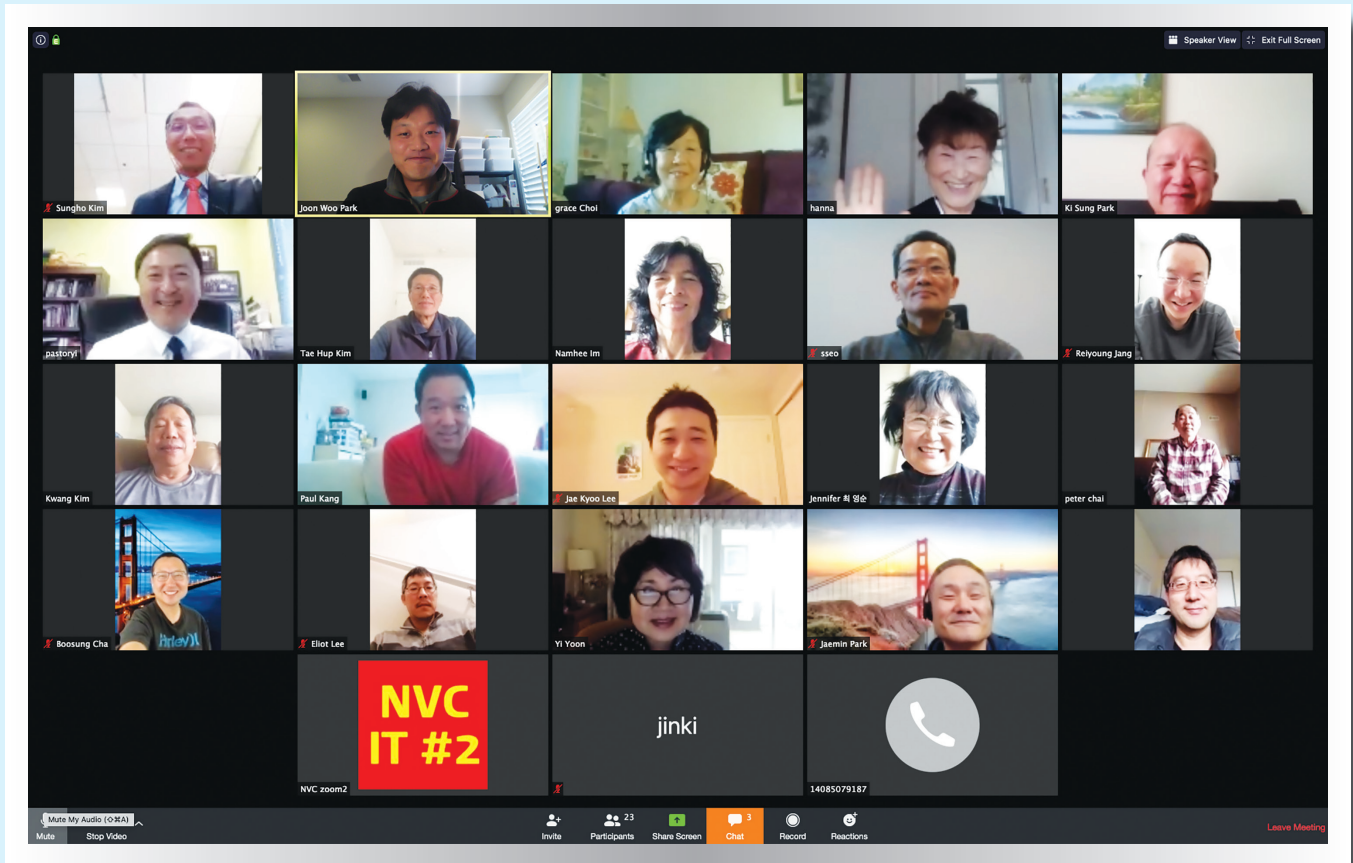 Speaker View
Exit Full Screen
Sungho Kim
Joon Woo Park
grace Choi
hanna
Ki Sung Park
pastoryi
Tae Hup Kim
Namhee Im
sseo
Reiyoung Jang
Kwang Kim
Paul Kang
Jae Kyoo Lee
Jennifer 최 영순
peter chai
Boosung Cha
Hurley)(
Eliot Lee
Yi Yoon
Jaemin Park
NVC
IT #2
NVC zoom2
jinki
14085079187
Mute My Audio (⇧⌘A)
Mute
Stop Video
Invite
Participants
23
Share Screen
Chat
3
Record
Reactions
Leave Meeting